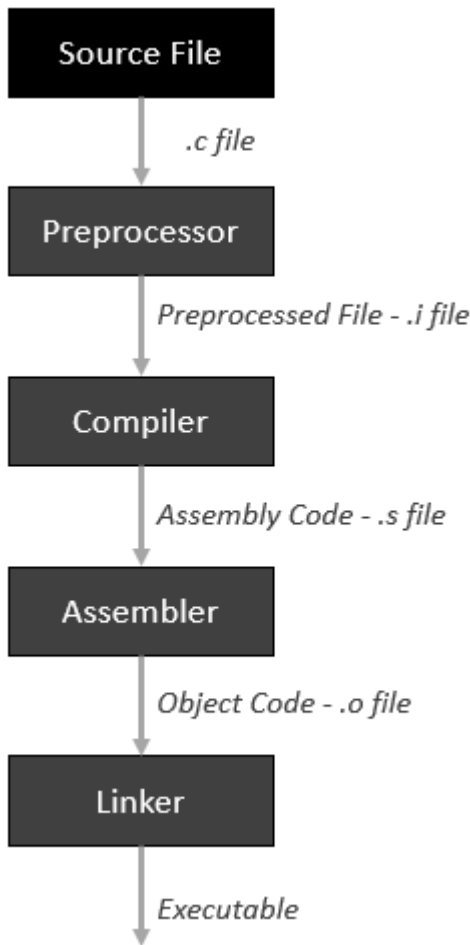 Source File
.c file
Preprocessor
Preprocessed File - .i file
Compiler
Assembly Code - .s file
Assembler
Object Code - .o file
Linker
Executable